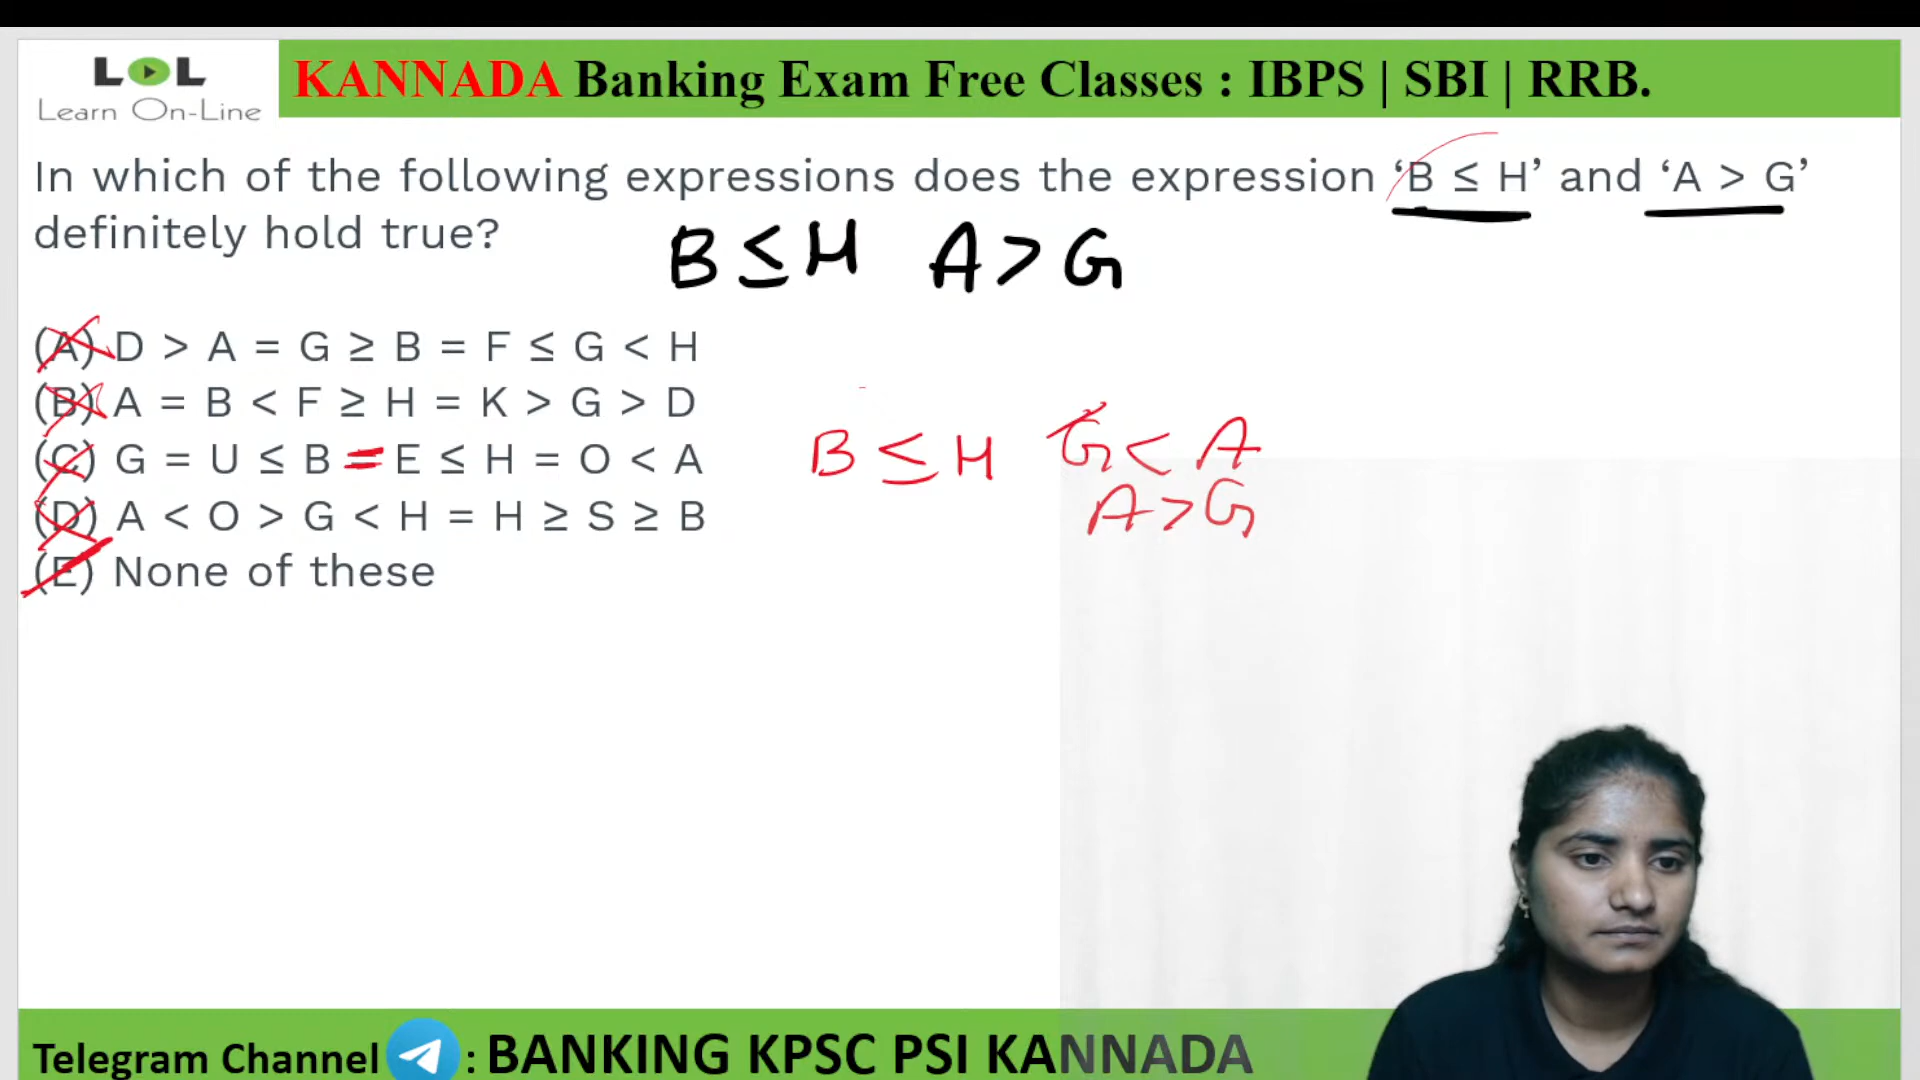 LOL
Learn On-Line
KANNADA Banking Exam Free Classes : IBPS | SBI | RRB.
In which of the following expressions does the expression ‘B ≤ H’ and ‘A > G’
definitely hold true?
B ≤ H A > G
(A) D > A = G ≥ B = F ≤ G < H
(B) A = B < F ≥ H = K > G > D
(C) G = U ≤ B = E ≤ H = O < A
B ≤ H G < A
A > G
(D) A < O > G < H = H ≥ S ≥ B
(E) None of these
Telegram Channel : BANKING KPSC PSI KANNADA